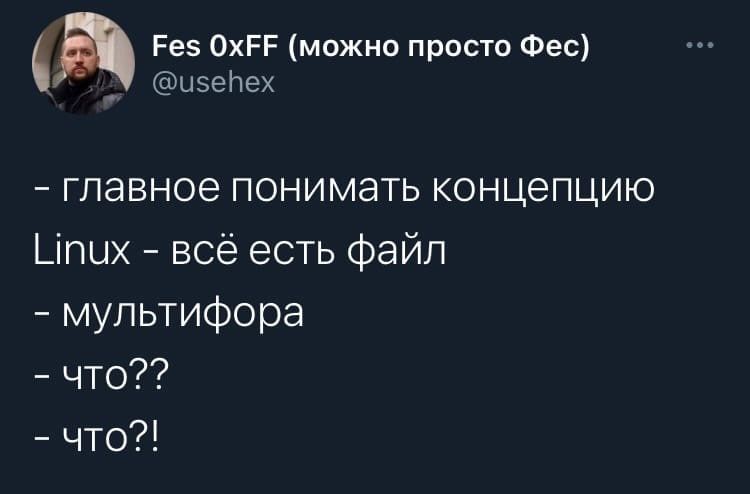 Fes 0xFF (можно просто Фес)
@usehex
- главное понимать концепцию
Linux - всё есть файл
- мультифора
- что??
- что?!